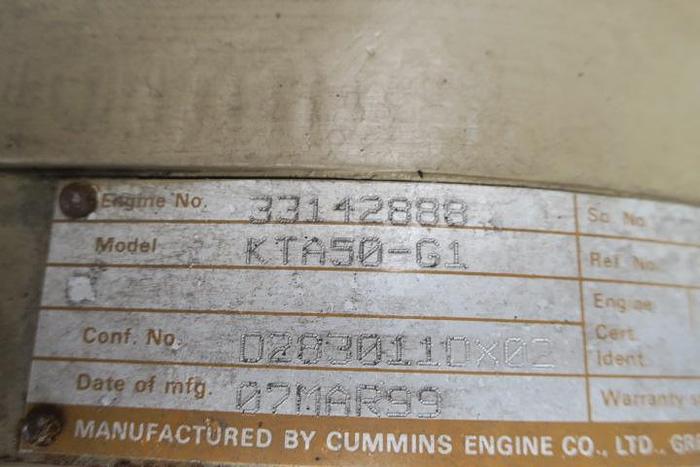 Engine No. 33142888 So. No.
Model KTA50-G1 Ref. No.
Engine
Conf. No. D283011DX02 Cert. Ident.
Date of mfg. 07MAR99 Warranty
MANUFACTURED BY CUMMINS ENGINE CO., LTD.